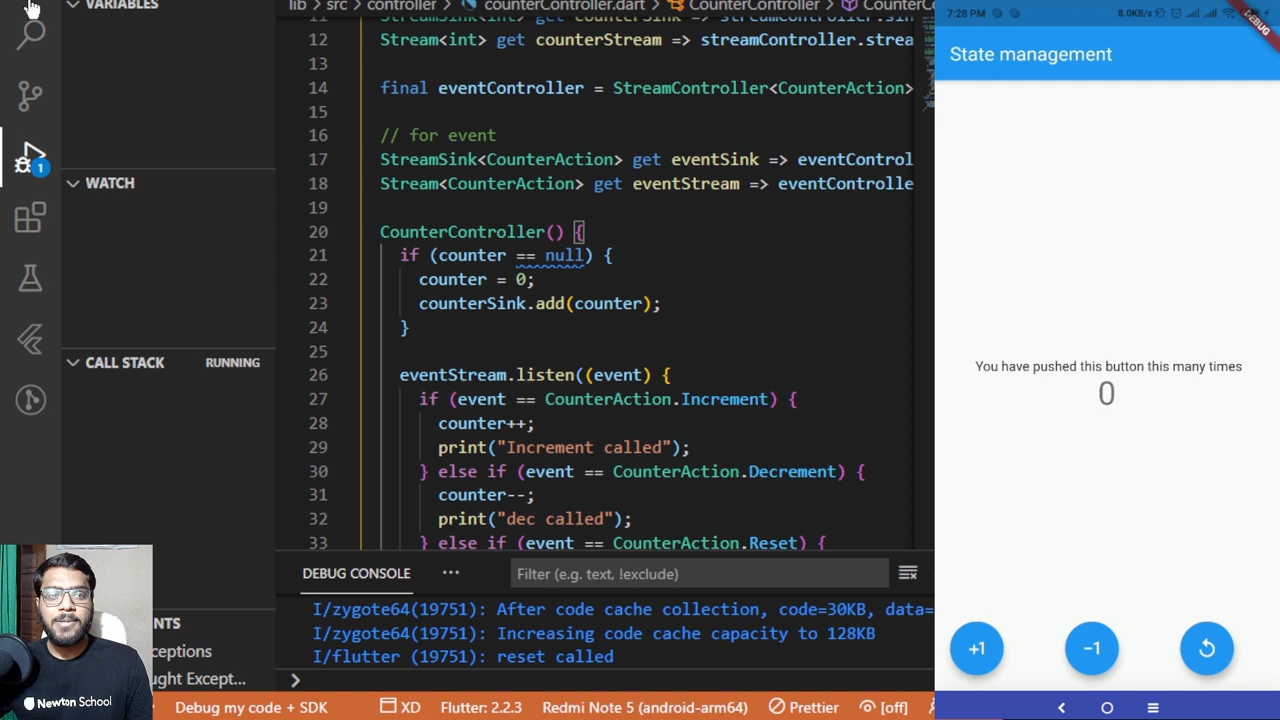 VARIABLES
WATCH
CALL STACK
RUNNING
1
NTS
ceptions
ught Except...
Newton School
lib > src > controller > counterController.dart > CounterController > CounterCo
11
12 Stream<int> get counterStream => streamController.strea
13
14 final eventController = StreamController<CounterAction>
15
16 // for event
17 StreamSink<CounterAction> get eventSink => eventControl
18 Stream<CounterAction> get eventStream => eventControlle
19
20 CounterController() {
21 if (counter == null) {
22 counter = 0;
23 counterSink.add(counter);
24 }
25
26 eventStream.listen((event) {
27 if (event == CounterAction.Increment) {
28 counter++;
29 print("Increment called");
30 } else if (event == CounterAction.Decrement) {
31 counter--;
32 print("dec called");
33 } else if (event == CounterAction.Reset) {
DEBUG CONSOLE ...
Filter (e.g. text, !exclude)
I/zygote64(19751): After code cache collection, code=30KB, data=
I/zygote64(19751): Increasing code cache capacity to 128KB
I/flutter (19751): reset called
>
Debug my code + SDK XD Flutter: 2.2.3 Redmi Note 5 (android-arm64) Prettier [off]
7:28 PM 8.0KB/s
DEBUG
State management
You have pushed this button this many times
0
+1 -1